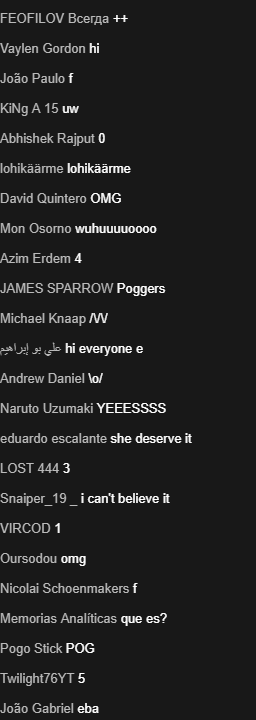 FEOFILOV Всегда ++
Vaylen Gordon hi
João Paulo f
KiNg A 15 uw
Abhishek Rajput 0
lohikäärme lohikäärme
David Quintero OMG
Mon Osorno wuhuuuuoooo
Azim Erdem 4
JAMES SPARROW Poggers
Michael Knaap /\/\/
علي بو إبراهيم hi everyone e
Andrew Daniel \o/
Naruto Uzumaki YEEESSSS
eduardo escalante she deserve it
LOST 444 3
Snaiper_19 _ i can't believe it
VIRCOD 1
Oursodou omg
Nicolai Schoenmakers f
Memorias Analíticas que es?
Pogo Stick POG
Twilight76YT 5
João Gabriel eba